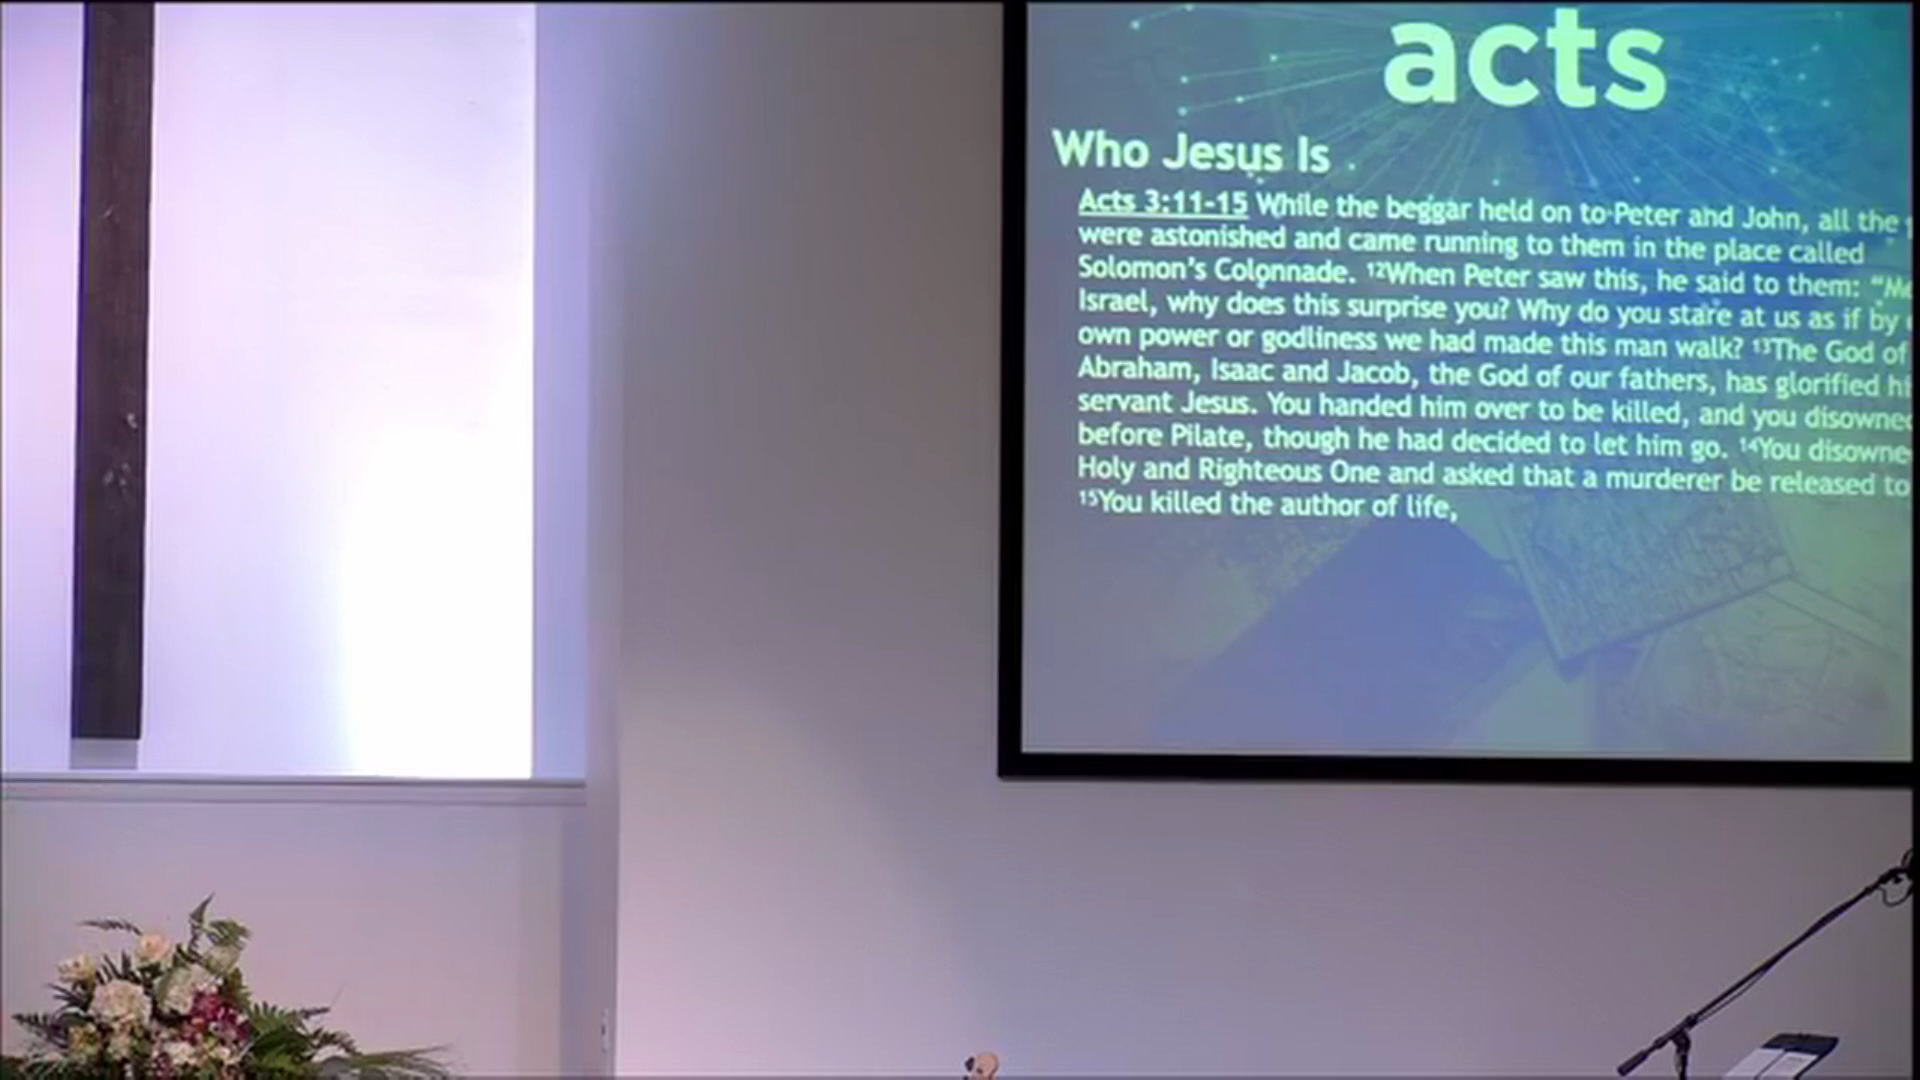 acts
Who Jesus Is
Acts 3:11-15 While the beggar held on to Peter and John, all the
were astonished and came running to them in the place called
Solomon's Colonnade. ¹²When Peter saw this, he said to them: “
Israel, why does this surprise you? Why do you stare at us as if by
own power or godliness we had made this man walk? ¹³The God of
Abraham, Isaac and Jacob, the God of our fathers, has glorified
servant Jesus. You handed him over to be killed, and you disowned
before Pilate, though he had decided to let him go. ¹⁴You
Holy and Righteous One and asked that a murderer be released to
¹⁵You killed the author of life,